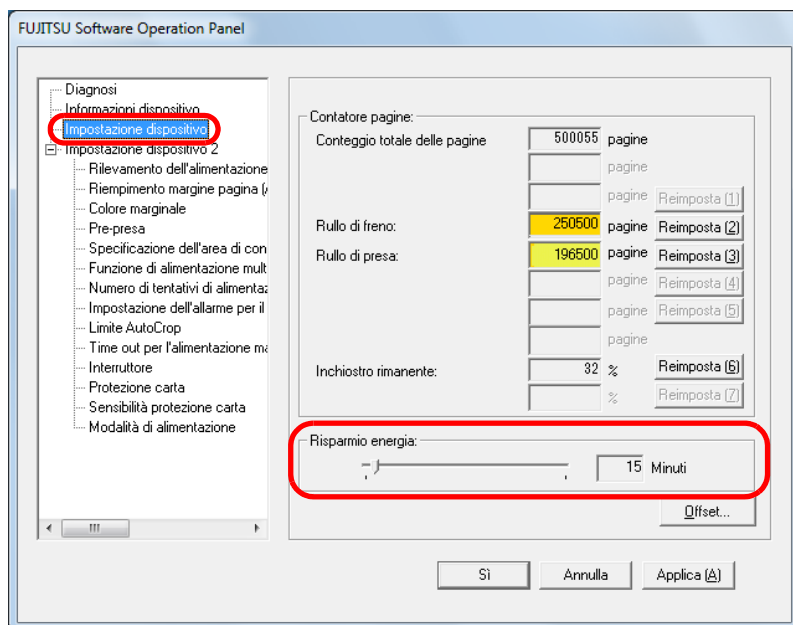 FUJITSU Software Operation Panel
Diagnosi
Informazioni dispositivo
Impostazione dispositivo
Impostazione dispositivo 2
Rilevamento dell'alimentazione
Riempimento margine pagina (
Colore marginale
Pre-presa
Specificazione dell'area di con
Funzione di alimentazione mult
Numero di tentativi di alimentaz
Impostazione dell'allarme per il
Limite AutoCrop
Time out per l'alimentazione ma
Interruttore
Protezione carta
Sensibilità protezione carta
Modalità di alimentazione
Contatore pagine:
Conteggio totale delle pagine 500055 pagine
pagine
pagine Reimposta (1)
Rullo di freno: 250500 pagine Reimposta (2)
Rullo di presa: 196500 pagine Reimposta (3)
pagine Reimposta (4)
pagine Reimposta (5)
pagine
Inchiostro rimanente: 32 % Reimposta (6)
% Reimposta (7)
Risparmio energia:
15 Minuti
Offset...
Sì Annulla Applica (A)